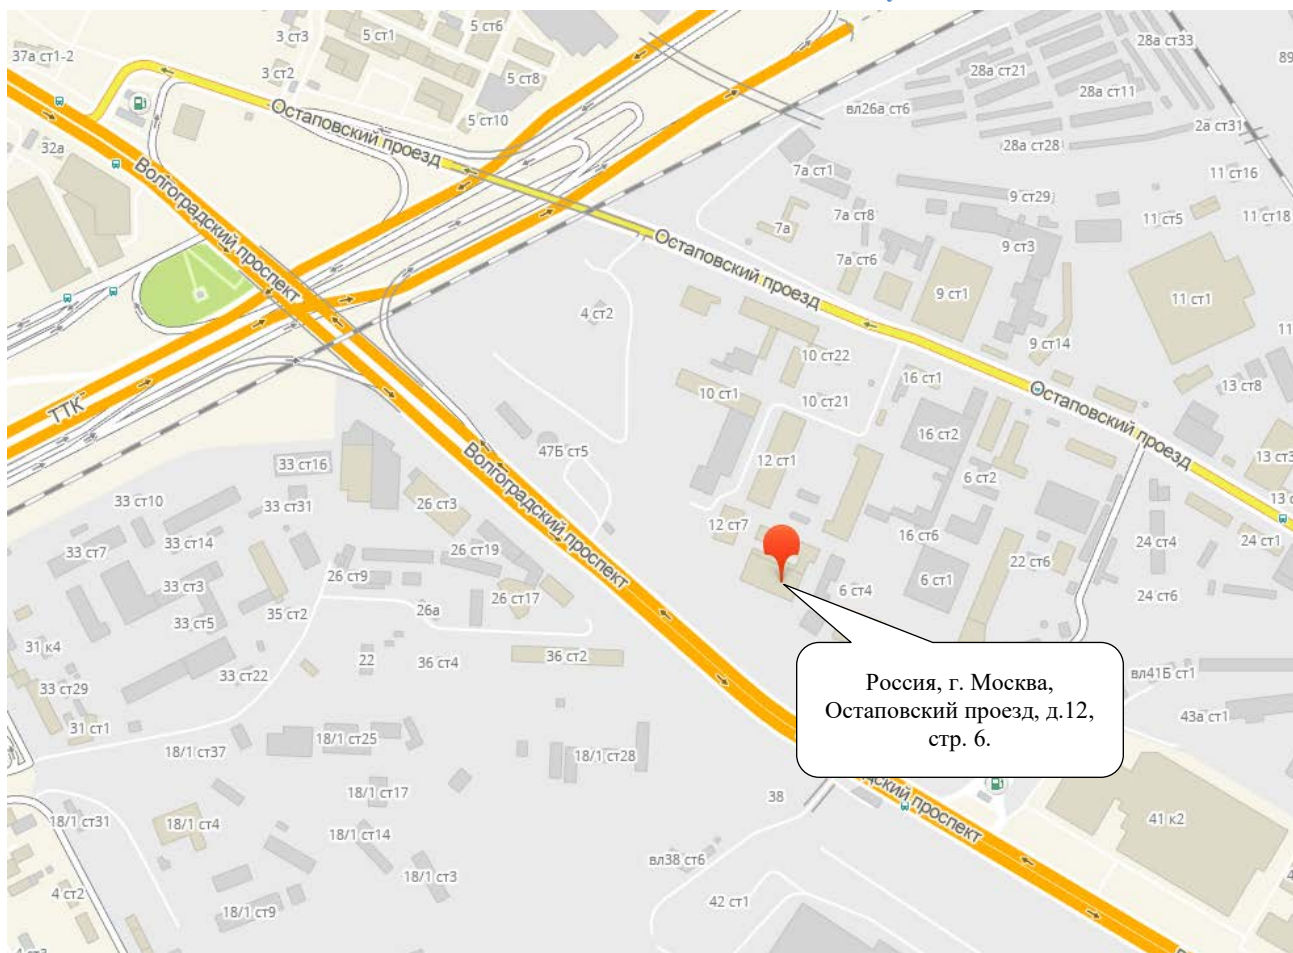 5 ст6
5 ст1
3 ст3
28а ст33
37а ст1-2
89
3 ст2
5 ст8
28а ст21
28а ст11
Остаповский проезд
5 ст10
вл26а ст6
2а ст31
32а
28а ст28
Волгоградский проспект
7а ст1
11 ст16
9 ст29
7а ст8
11 ст5
11 ст18
7а
Остаповский проезд
9 ст3
7а ст6
9 ст1
11 ст1
4 ст2
11
9 ст14
10 ст22
16 ст1
13 ст8
ТТК
10 ст1
10 ст21
Остаповский проезд
16 ст2
47Б ст5
Волгоградский проспект
33 ст16
12 ст1
13 ст3
6 ст2
33 ст10
33 ст31
26 ст3
13 с
12 ст7
16 ст6
33 ст7
33 ст14
26 ст19
24 ст4
24 ст1
22 ст6
26 ст9
33 ст3
6 ст4
6 ст1
26 ст17
24 ст6
35 ст2
26а
33 ст5
31 к4
22
36 ст4
36 ст2
33 ст22
33 ст29
вл41Б ст1
Россия, г. Москва,
Остаповский проезд, д.12,
стр. 6.
43а ст1
31 ст1
18/1 ст37
18/1 ст25
18/1 ст28
18/1 ст17
38
дский проспект
18/1 ст31
18/1 ст4
18/1 ст14
41 к2
вл38 ст6
18/1 ст3
4
4 ст2
42 ст1
18/1 ст9